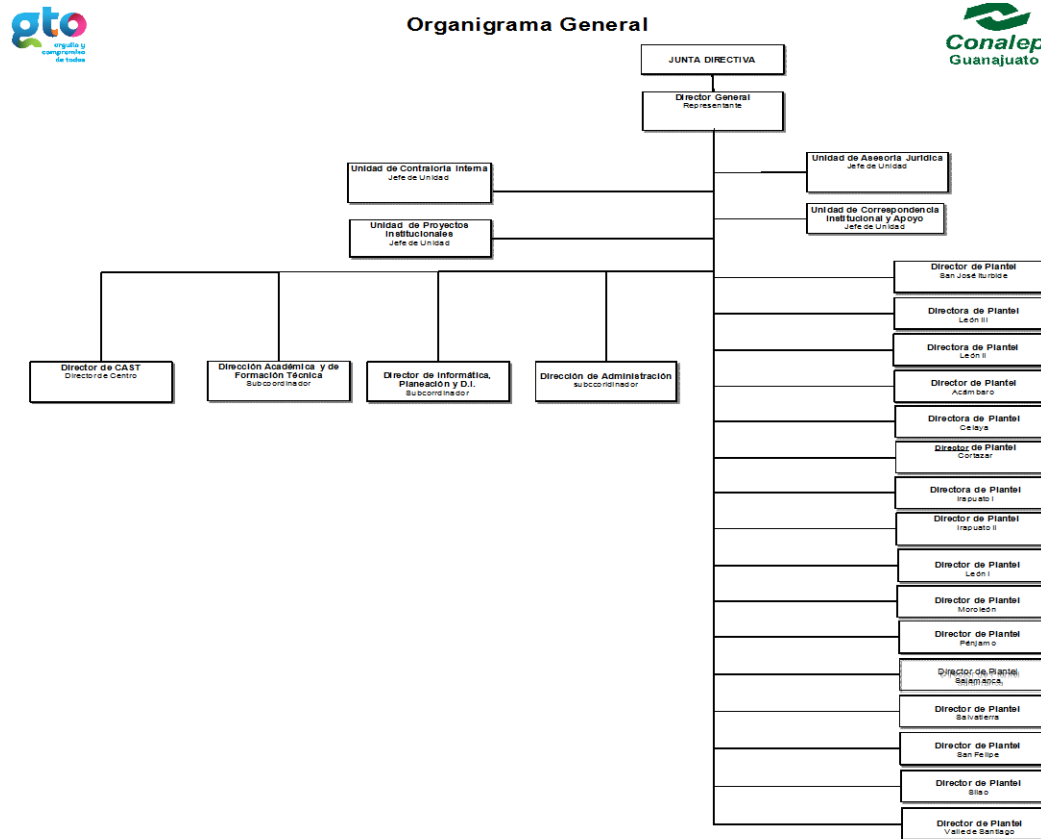 gto
orgullo y
compromiso
de todos
Organigrama General
Conalep
Guanajuato
JUNTA DIRECTIVA
Director General
Representante
Unidad de Contraloria Interna
Jefe de Unidad
Unidad de Asesoria Juridica
Jefe de Unidad
Unidad de Proyectos
Institucionales
Jefe de Unidad
Unidad de Correspondencia
Institucional y Apoyo
Jefe de Unidad
Director de CAST
Director de Centro
Dirección Académica y de
Formación Técnica
Subcoordinador
Director de Informática,
Planeación y D.I.
Subcorrdinador
Dirección de Administración
subccoridinador
Director de Plantel
San José Iturbide
Directora de Plantel
León III
Directora de Plantel
León II
Director de Plantel
Acámbaro
Directora de Plantel
Celaya
Director de Plantel
Cortazar
Directora de Plantel
Irapuato I
Director de Plantel
Irapuato II
Director de Plantel
León I
Director de Plantel
Moroleón
Director de Plantel
Pénjamo
Director de Plantel
Salamanca
Director de Plantel
Salvatierra
Director de Plantel
San Felipe
Director de Plantel
Silao
Director de Plantel
Valle de Santiago